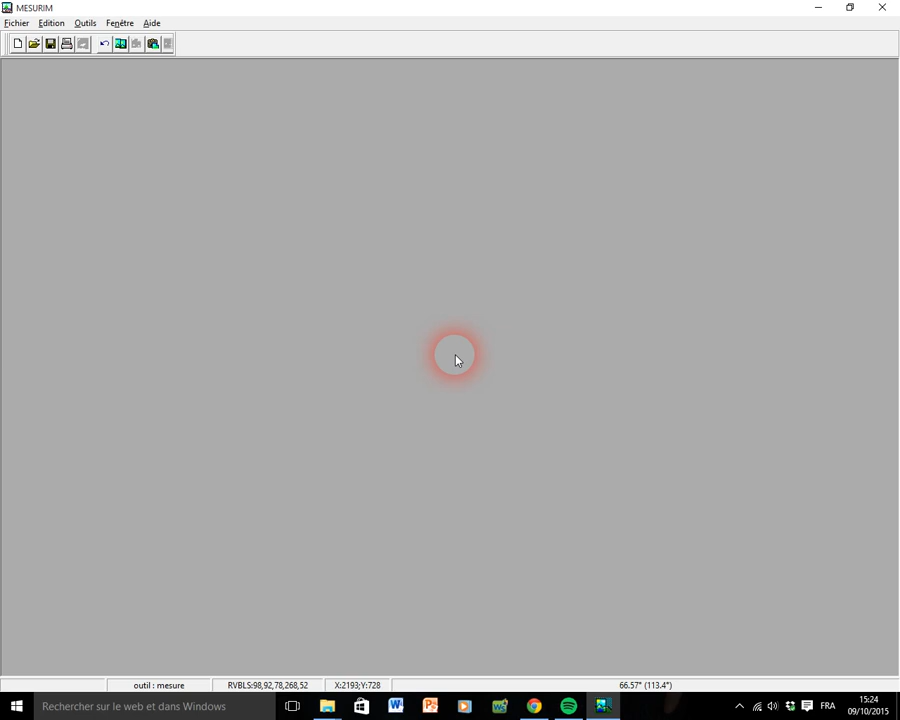 MESURIM
Fichier Edition Outils Fenêtre Aide
outil : mesure RVBLS:98,92,78,268,52 X:2193;Y:728 66.57° (113.4°)
Rechercher sur le web et dans Windows FRA 15:24
09/10/2015